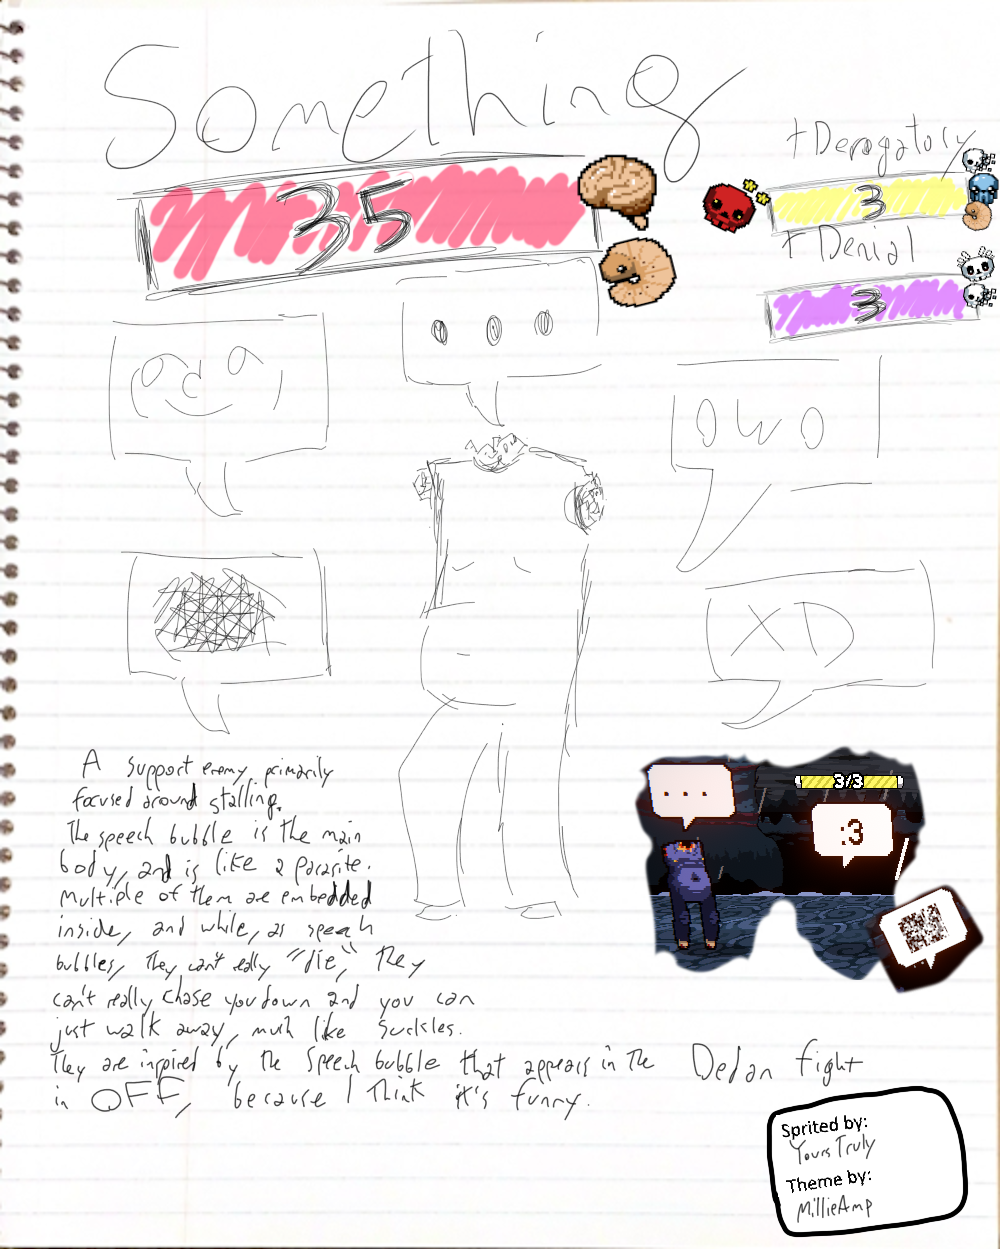 Something
35
+Derogatory
3
+Denial
3
...
owo
XD
A support enemy, primarily
focused around stalling.
The speech bubble is the main
body, and is like a parasite.
Multiple of them are embedded
inside, and while, as speech
bubbles, they can't really "die", they
can't really chase you down and you can
just walk away, much like Suckles.
They are inspired by the Speech bubble that appears in the Dedan fight
in OFF, because I think it's funny.
...
3/3
:3
Sprited by:
Yours Truly
Theme by:
MillieAmp